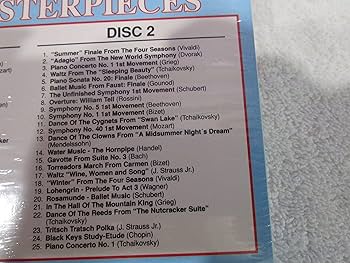 STERPIECES
DISC 2
1. "Summer" Finale From The Four Seasons (Vivaldi)
2. "Adagio" From The New World Symphony (Dvorak)
3. Piano Concerto No. 1 1st Movement (Grieg)
4. Waltz From The "Sleeping Beauty" (Tchaikovsky)
5. Piano Sonata No. 20: Finale (Beethoven)
6. Ballet Music From Faust: Finale (Gounod)
7. The Unfinished Symphony 1st Movement (Schubert)
8. Overture: William Tell (Rossini)
9. Symphony No. 1 1st Movement (Beethoven)
10. Symphony No. 1 1st Movement (Bizet)
11. Dance Of The Cygnets From "Swan Lake" (Tchaikovsky)
12. Symphony No. 40 1st Movement (Mozart)
13. Dance Of The Clowns From "A Midsummer Night's Dream"
(Mendelssohn)
14. Water Music - The Hornpipe (Handel)
15. Gavotte From Suite No. 3 (Bach)
16. Torreadors March From Carmen (Bizet)
17. Waltz "Wine, Women and Song" (J. Strauss Jr.)
18. "Winter" From The Four Seasons (Vivaldi)
19. Lohengrin - Prelude To Act 3 (Wagner)
20. Rosamunde - Ballet Music (Schubert)
21. In The Hall Of The Mountain King (Grieg)
22. Dance Of The Reeds From "The Nutcracker Suite"
(Tchaikovsky)
23. Tritsch Tratsch Polka (J. Strauss Jr.)
24. Black Keys Study-Etude (Chopin)
25. Piano Concerto No. 1 (Tchaikovsky)